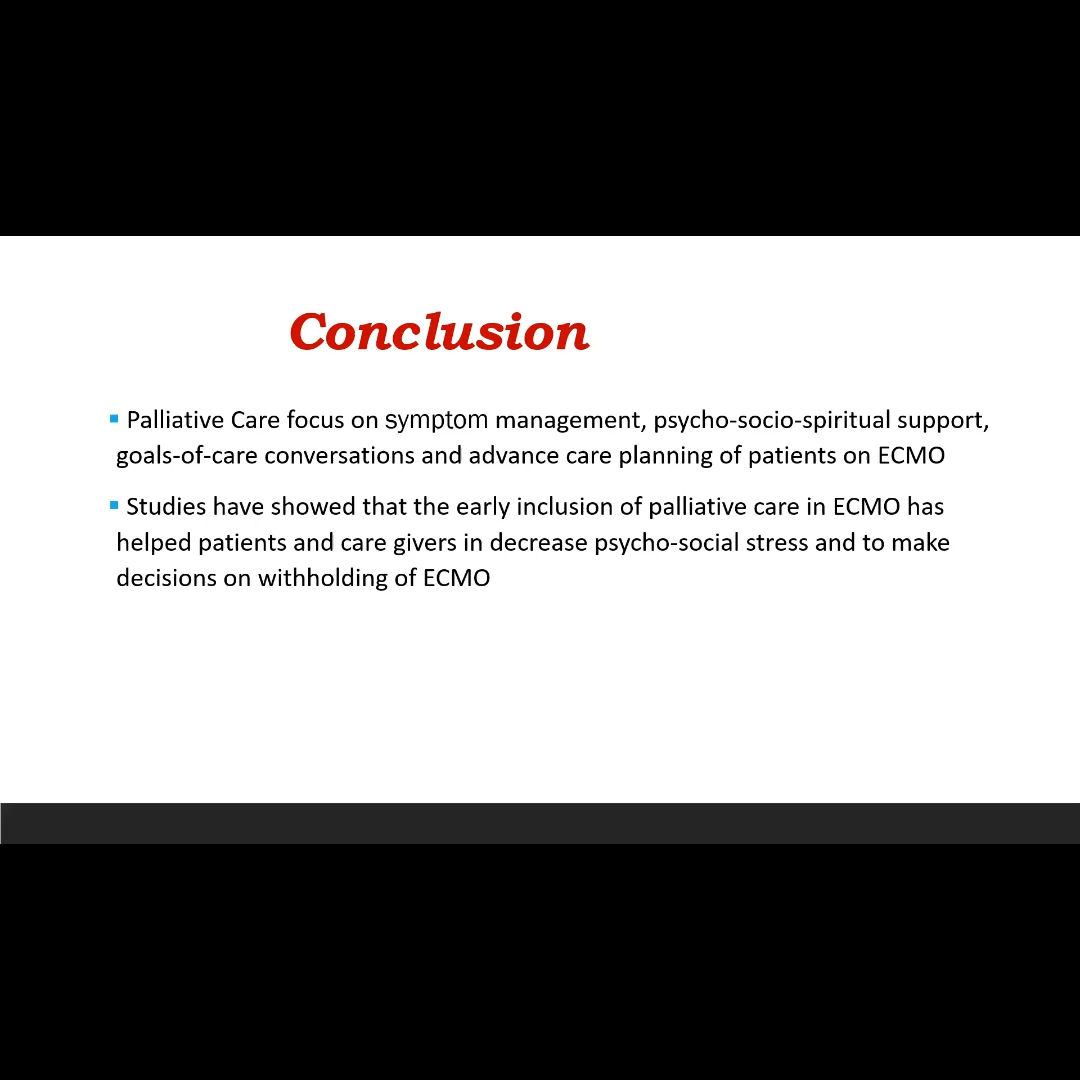 Conclusion
▪ Palliative Care focus on symptom management, psycho-socio-spiritual support,
goals-of-care conversations and advance care planning of patients on ECMO
▪ Studies have showed that the early inclusion of palliative care in ECMO has
helped patients and care givers in decrease psycho-social stress and to make
decisions on withholding of ECMO